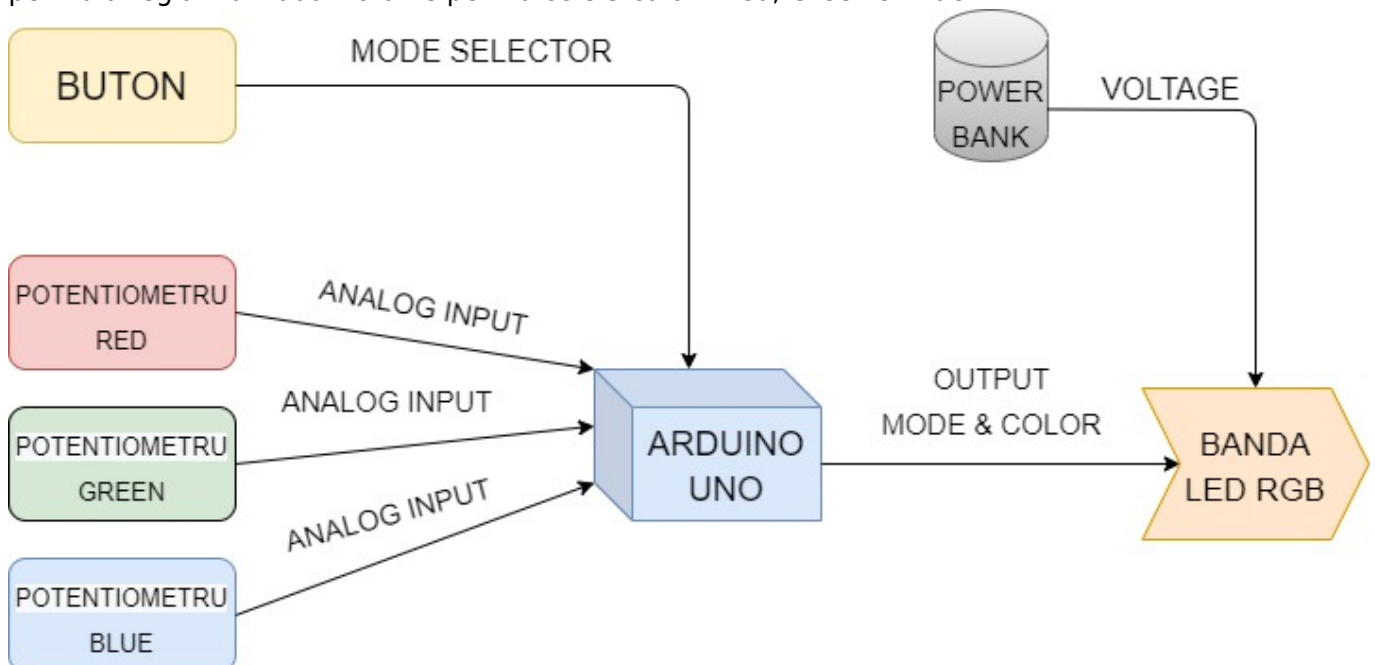 BUTON
MODE SELECTOR
POWER
BANK
VOLTAGE
POTENTIOMETRU
RED
ANALOG INPUT
POTENTIOMETRU
GREEN
ANALOG INPUT
POTENTIOMETRU
BLUE
ANALOG INPUT
ARDUINO
UNO
OUTPUT
MODE & COLOR
BANDA
LED RGB